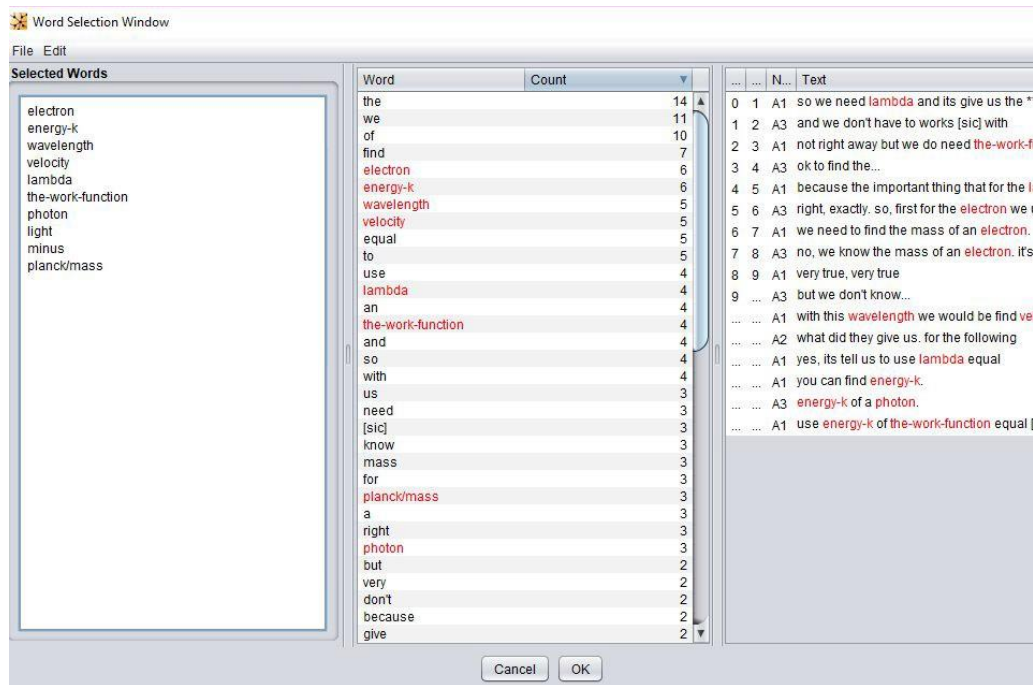 Word Selection Window
File Edit
Selected Words
electron
energy-k
wavelength
velocity
lambda
the-work-function
photon
light
minus
planck/mass
Word Count
the 14
we 11
of 10
find 7
electron 6
energy-k 6
wavelength 5
velocity 5
equal 5
to 5
use 4
lambda 4
an 4
the-work-function 4
and 4
so 4
with 4
us 3
need 3
[sic] 3
know 3
mass 3
for 3
planck/mass 3
a 3
right 3
photon 3
but 2
very 2
don't 2
because 2
give 2
... ... N... Text
0 1 A1 so we need lambda and its give us the
1 2 A3 and we don't have to works [sic] with
2 3 A1 not right away but we do need the-work-f
3 4 A3 ok to find the...
4 5 A1 because the important thing that for the
5 6 A3 right, exactly. so, first for the electron we
6 7 A1 we need to find the mass of an electron.
7 8 A3 no, we know the mass of an electron. it's
8 9 A1 very true, very true
9 ... A3 but we don't know...
... ... A1 with this wavelength we would be find ve
... ... A2 what did they give us. for the following
... ... A1 yes, its tell us to use lambda equal
... ... A1 you can find energy-k.
... ... A3 energy-k of a photon.
... ... A1 use energy-k of the-work-function equal [
Cancel OK